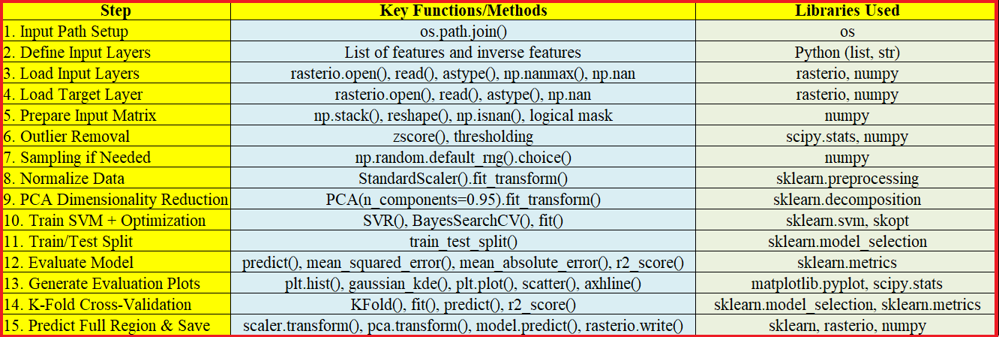 Step Key Functions/Methods Libraries Used
1. Input Path Setup os.path.join() os
2. Define Input Layers List of features and inverse features Python (list, str)
3. Load Input Layers rasterio.open(), read(), astype(), np.nanmax(), np.nan rasterio, numpy
4. Load Target Layer rasterio.open(), read(), astype(), np.nan rasterio, numpy
5. Prepare Input Matrix np.stack(), reshape(), np.isnan(), logical mask numpy
6. Outlier Removal zscore(), thresholding scipy.stats, numpy
7. Sampling if Needed np.random.default_rng().choice() numpy
8. Normalize Data StandardScaler().fit_transform() sklearn.preprocessing
9. PCA Dimensionality Reduction PCA(n_components=0.95).fit_transform() sklearn.decomposition
10. Train SVM + Optimization SVR(), BayesSearchCV(), fit() sklearn.svm, skopt
11. Train/Test Split train_test_split() sklearn.model_selection
12. Evaluate Model predict(), mean_squared_error(), mean_absolute_error(), r2_score() sklearn.metrics
13. Generate Evaluation Plots plt.hist(), gaussian_kde(), plt.plot(), scatter(), axhline() matplotlib.pyplot, scipy.stats
14. K-Fold Cross-Validation KFold(), fit(), predict(), r2_score() sklearn.model_selection, sklearn.metrics
15. Predict Full Region & Save scaler.transform(), pca.transform(), model.predict(), rasterio.write() sklearn, rasterio, numpy